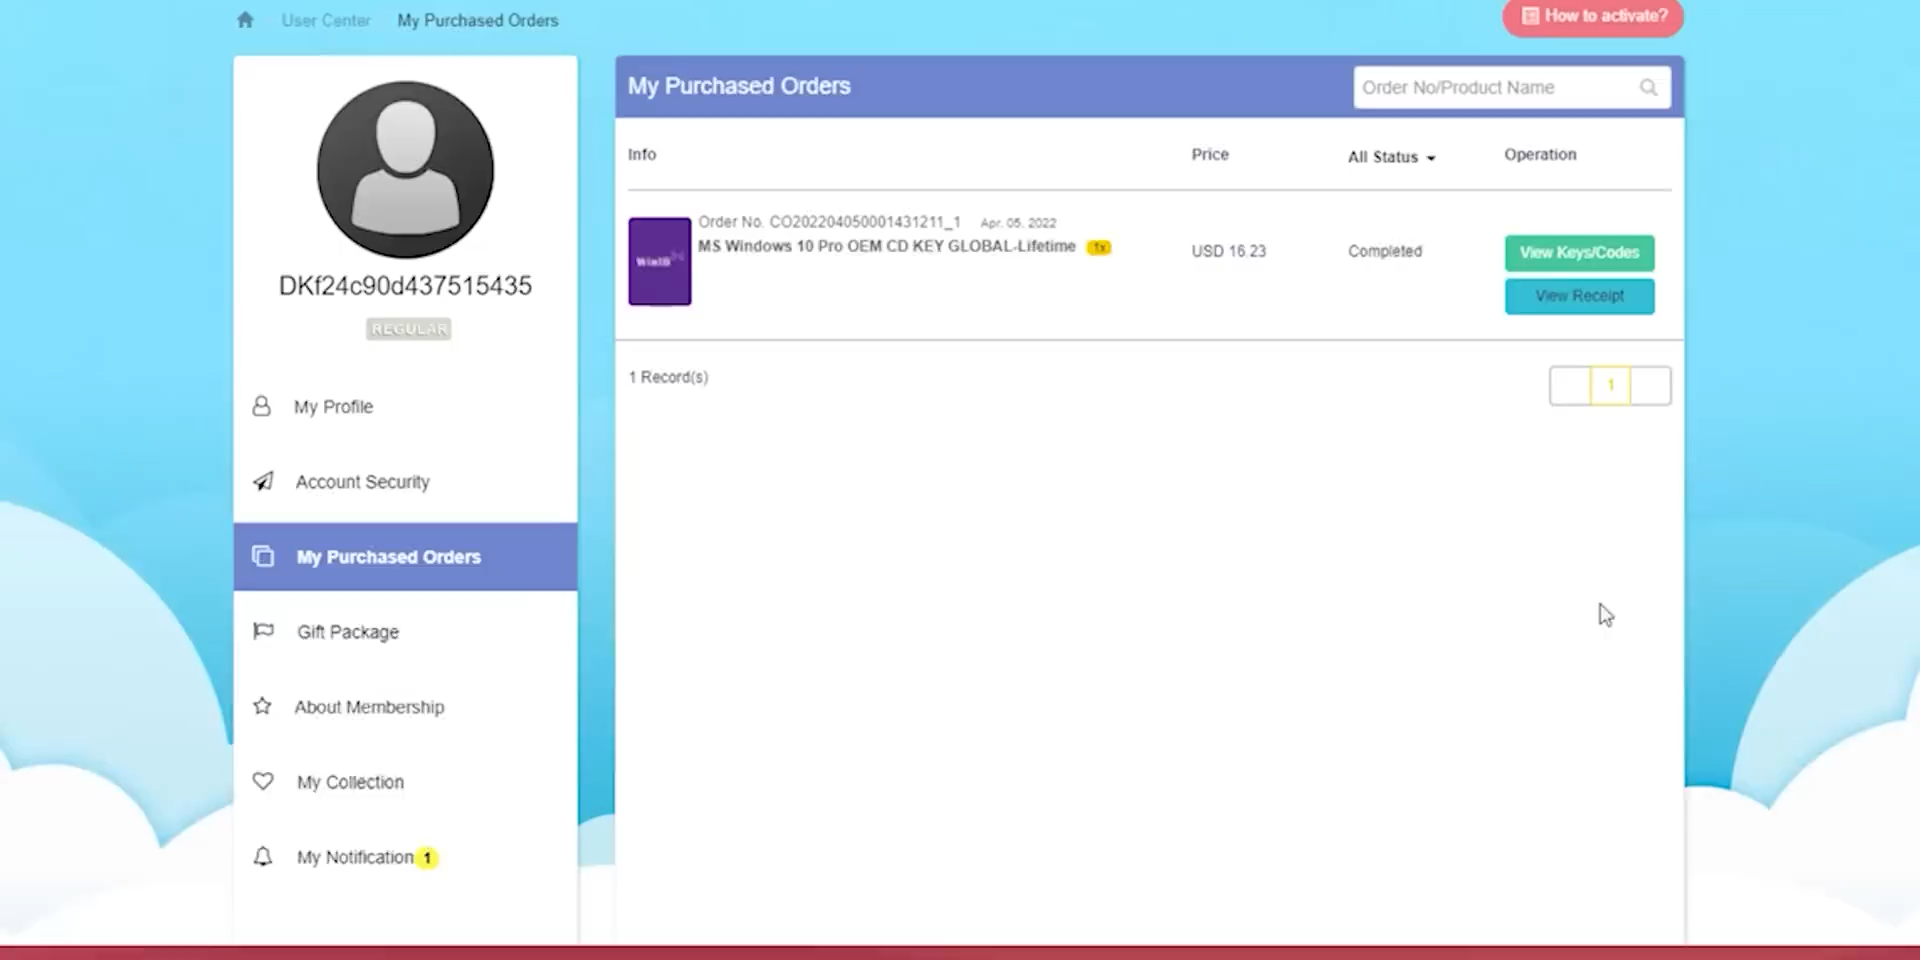 User Center My Purchased Orders
How to activate?
DKf24c90d437515435
REGULAR
My Profile
Account Security
My Purchased Orders
Gift Package
About Membership
My Collection
My Notification 1
My Purchased Orders
Order No/Product Name
Info Price All Status Operation
Win10
Order No. CO202204050001431211_1 Apr. 05, 2022
MS Windows 10 Pro OEM CD KEY GLOBAL-Lifetime 1x
USD 16.23
Completed
View Keys/Codes
View Receipt
1 Record(s)
1